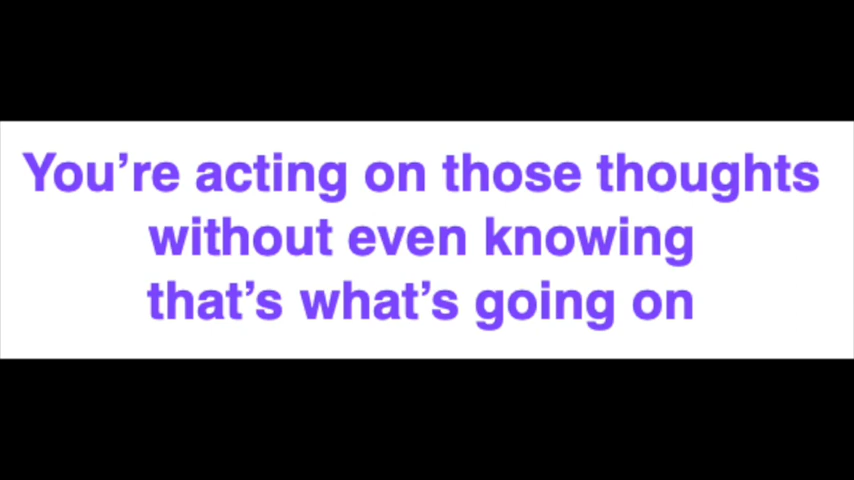 You’re acting on those thoughts
without even knowing
that’s what’s going on